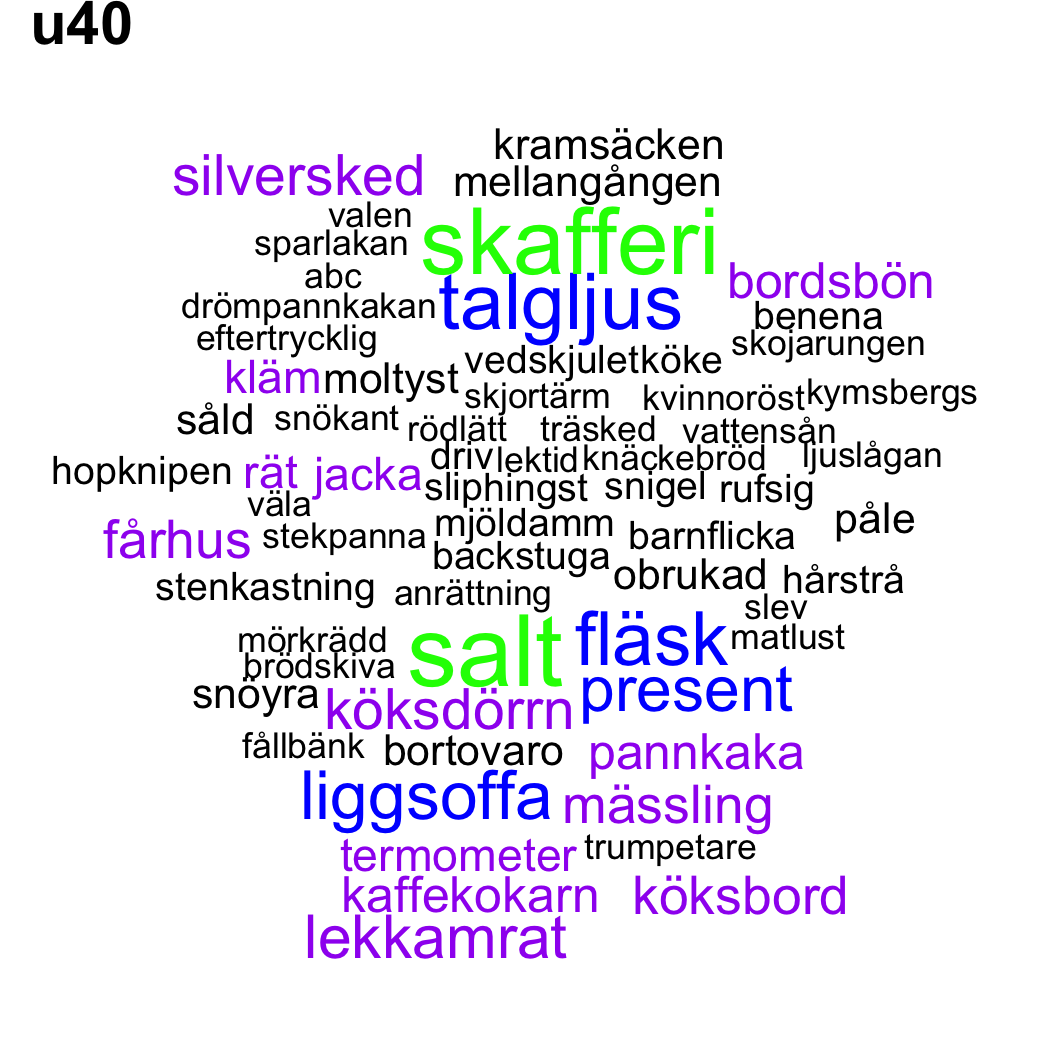 u40
kramsäcken
silversked mellangången
valen
skafferi
sparlakan
abc
bordsbön
drömpannkakan talgljus
benena
eftertrycklig
skojarungen
vedskjuletköke
kläm moltyst
skjortärm kvinnoröst kymsbergs
såld snökant rödlätt träsked vattensån
driv lektid knäckebröd ljuslågan
hopknipen rät jacka
sliphingst snigel rufsig
väla
mjöldamm
påle
fårhus stekpanna barnflicka
backstuga
obrukad hårstrå
stenkastning anrättning
slev
mörkrädd salt fläsk matlust
brödskiva
snöyra present
köksdörrn
fållbänk bortovaro pannkaka
liggsoffa mässling
termometer trumpetare
kaffekokarn köksbord
lekkamrat